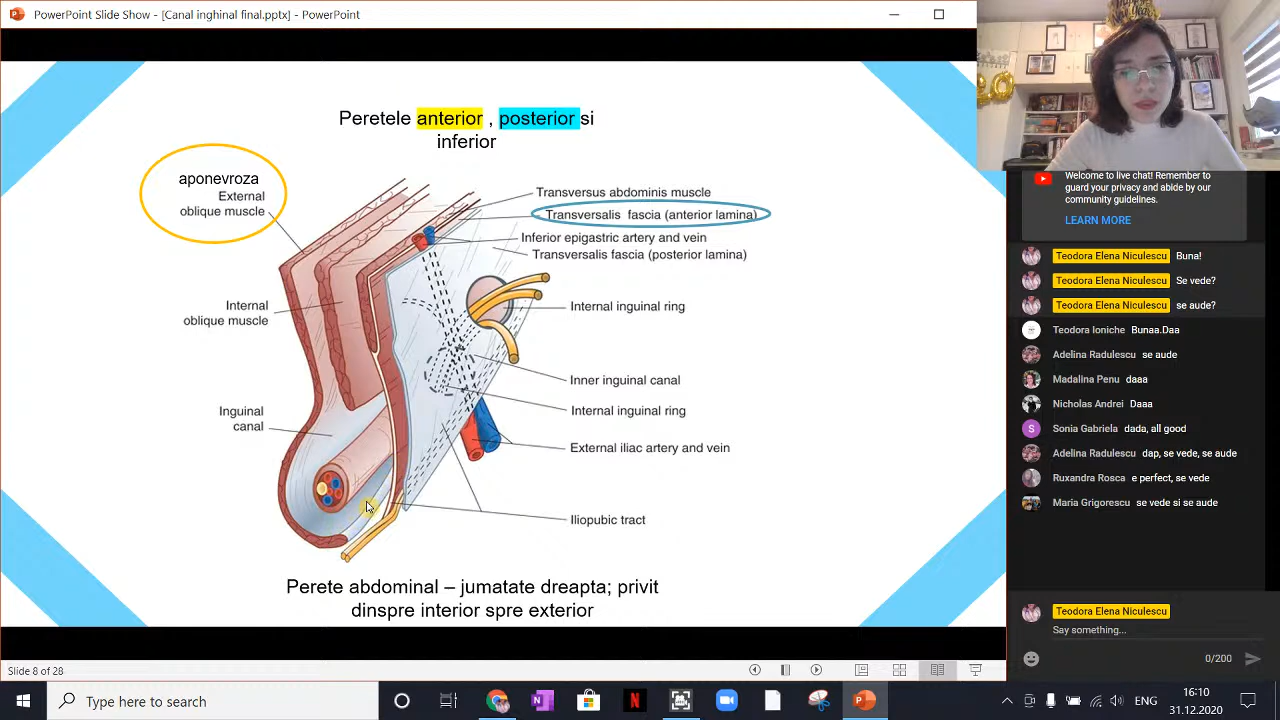 PowerPoint Slide Show - [Canal inghinal final.pptx] - PowerPoint
Peretele anterior , posterior si
inferior
aponevroza
External
oblique muscle
Transversus abdominis muscle
Transversalis fascia (anterior lamina)
Inferior epigastric artery and vein
Transversalis fascia (posterior lamina)
Internal
oblique muscle
Internal inguinal ring
Inner inguinal canal
Inguinal
canal
Internal inguinal ring
External iliac artery and vein
Iliopubic tract
Perete abdominal – jumatate dreapta; privit
dinspre interior spre exterior
Slide 8 of 28
Welcome to live chat! Remember to
guard your privacy and abide by our
community guidelines.
LEARN MORE
Teodora Elena Niculescu Buna!
Teodora Elena Niculescu Se vede?
Teodora Elena Niculescu se aude?
Teodora Ioniche Bunaa.Daa
Adelina Radulescu se aude
Madalina Penu daaa
Nicholas Andrei Daaa
S
Sonia Gabriela dada, all good
Adelina Radulescu dap, se vede, se aude
Ruxandra Rosca e perfect, se vede
Maria Grigorescu se vede si se aude
Teodora Elena Niculescu
Say something...
0/200
Type here to search
ENG
16:10
31.12.2020